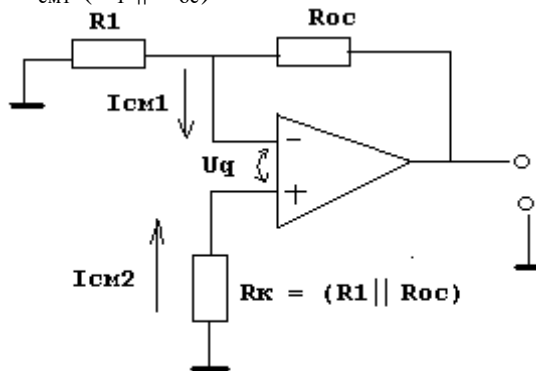 R1
Roc
Iсм1
Uq
−
+
Iсм2
Rк = (R1 || Roc)